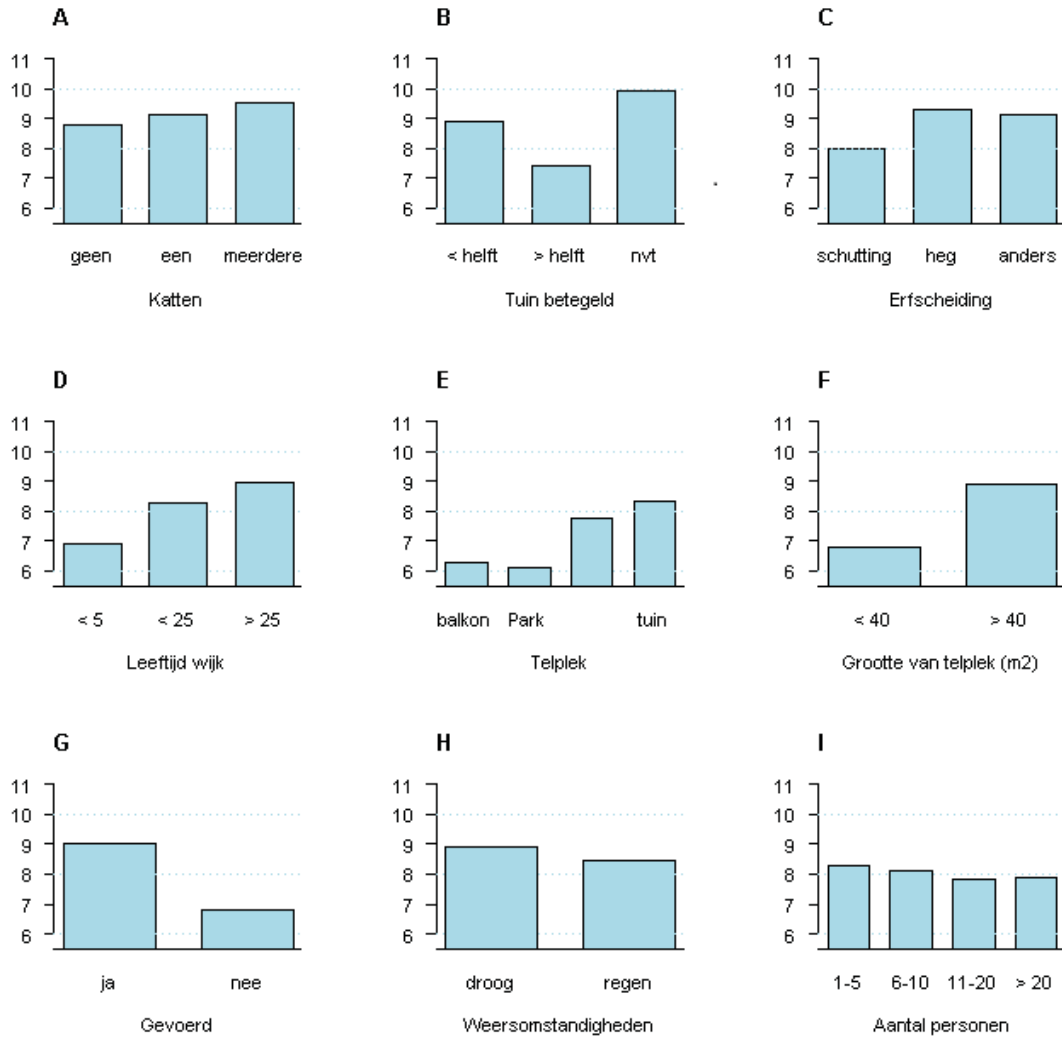 A
11
10
9
8
7
6
geen een meerdere
Katten
B
11
10
9
8
7
6
< helft > helft nvt
Tuin betegeld
C
11
10
9
8
7
6
schutting heg anders
Erfscheiding
D
11
10
9
8
7
6
< 5 < 25 > 25
Leeftijd wijk
E
11
10
9
8
7
6
balkon Park tuin
Telplek
F
11
10
9
8
7
6
< 40 > 40
Grootte van telplek (m2)
G
11
10
9
8
7
6
ja nee
Gevoerd
H
11
10
9
8
7
6
droog regen
Weersomstandigheden
I
11
10
9
8
7
6
1-5 6-10 11-20 > 20
Aantal personen